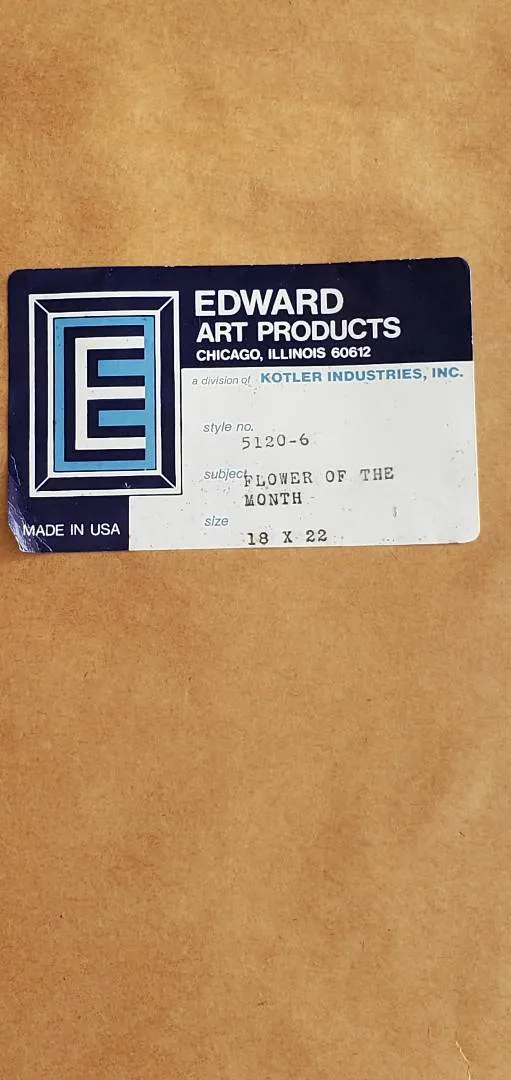 EDWARD
ART PRODUCTS
CHICAGO, ILLINOIS 60612
a division of KOTLER INDUSTRIES, INC.
style no.
5120-6
subject FLOWER OF THE
MONTH
size
18 X 22
E
MADE IN USA